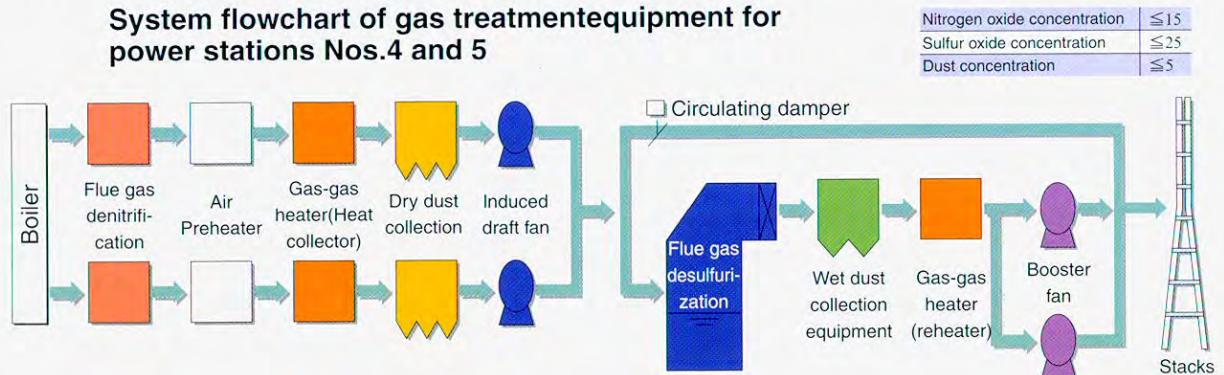 System flowchart of gas treatmentequipment for
power stations Nos.4 and 5
Nitrogen oxide concentration ≦15
Sulfur oxide concentration ≦25
Dust concentration ≦5
Circulating damper
Boiler
Flue gas
denitrifi-
cation
Air
Preheater
Gas-gas
heater(Heat
collector)
Dry dust
collection
Induced
draft fan
Flue gas
desulfuri-
zation
Wet dust
collection
equipment
Gas-gas
heater
(reheater)
Booster
fan
Stacks